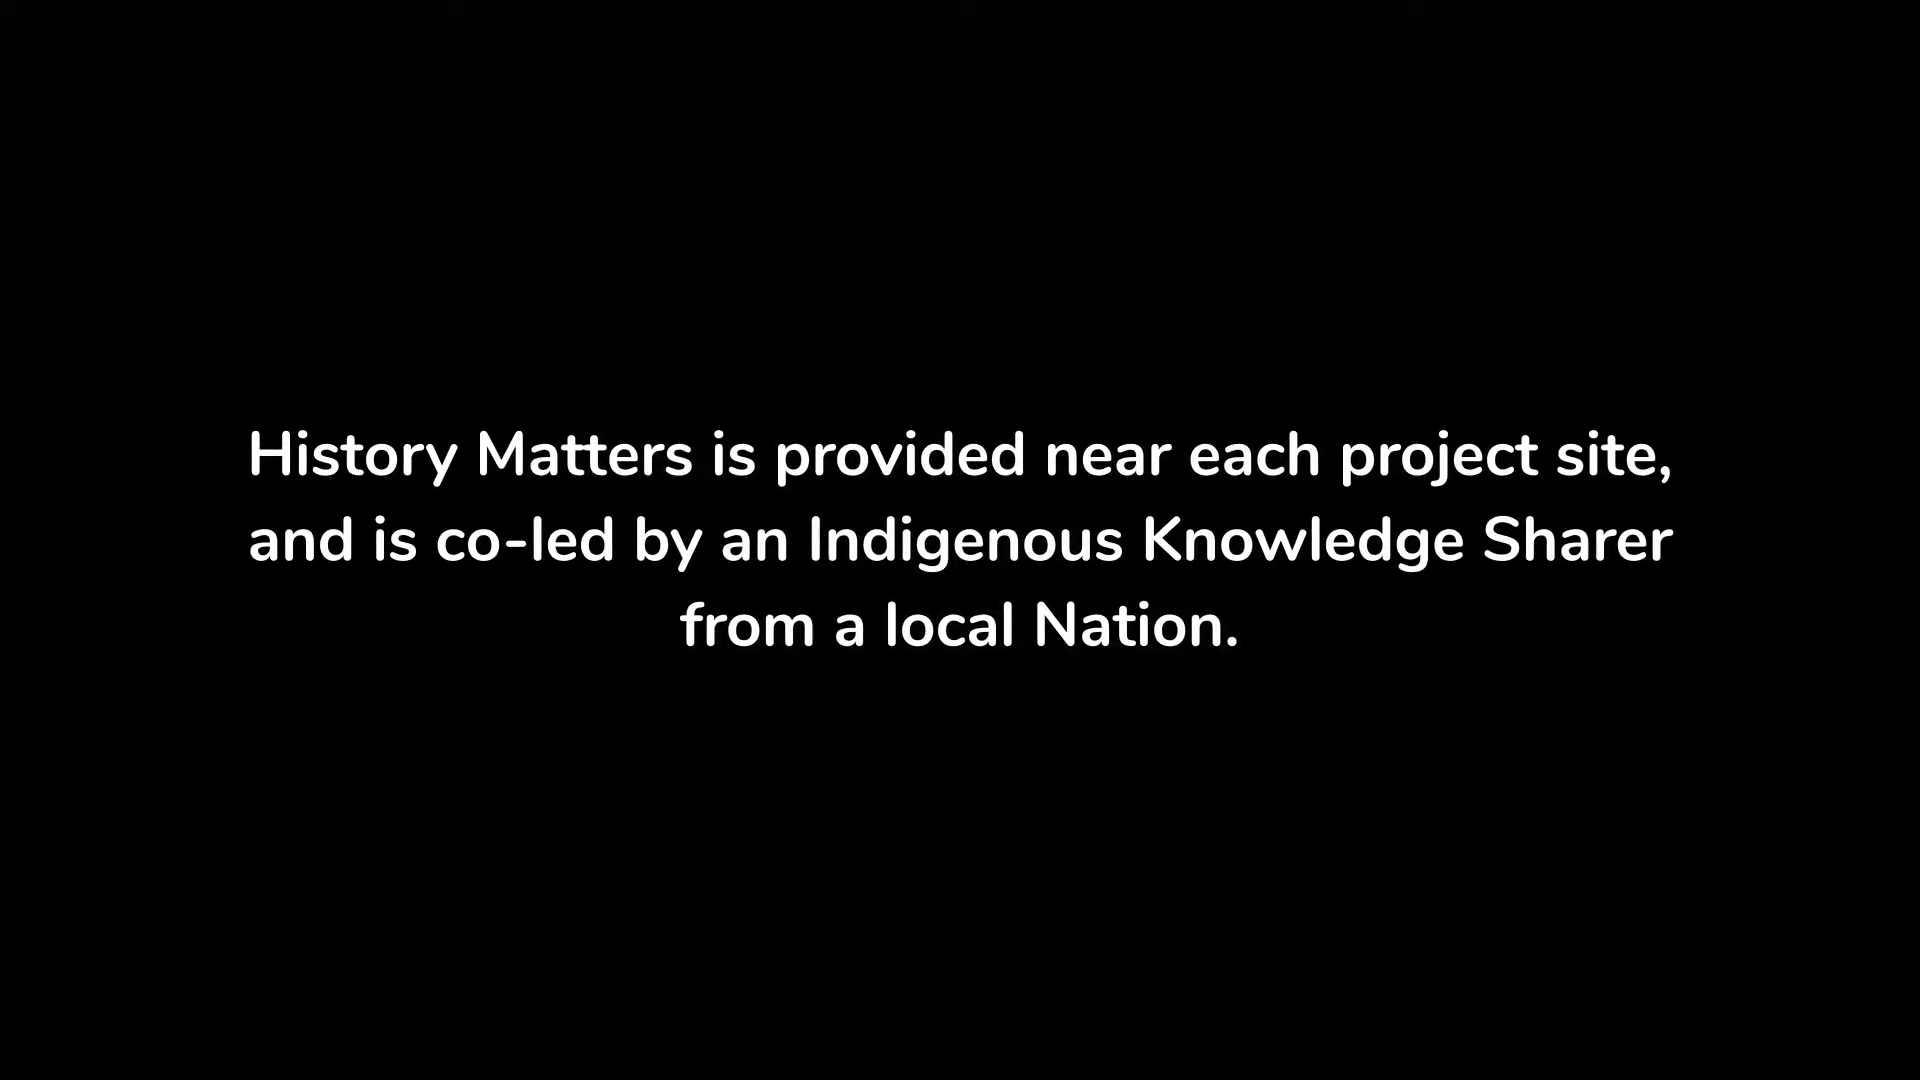 History Matters is provided near each project site,
and is co-led by an Indigenous Knowledge Sharer
from a local Nation.